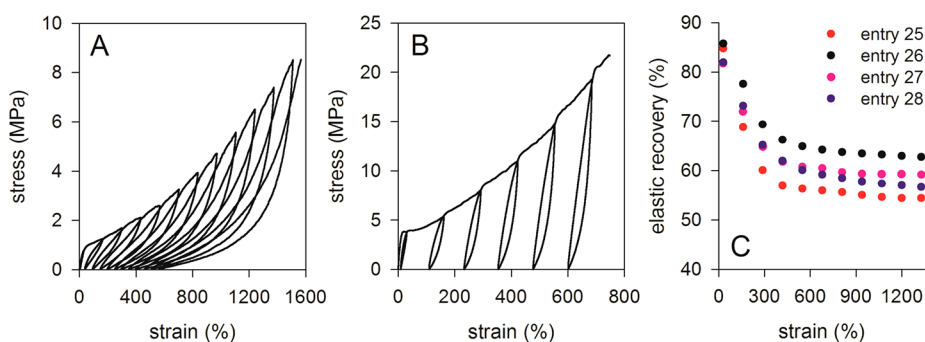 A
stress (MPa)
10
8
6
4
2
0
0 400 800 1200 1600
strain (%)
B
stress (MPa)
25
20
15
10
5
0
0 200 400 600 800
strain (%)
C
elastic recovery (%)
90
80
70
60
50
40
0 300 600 900 1200
strain (%)
entry 25
entry 26
entry 27
entry 28